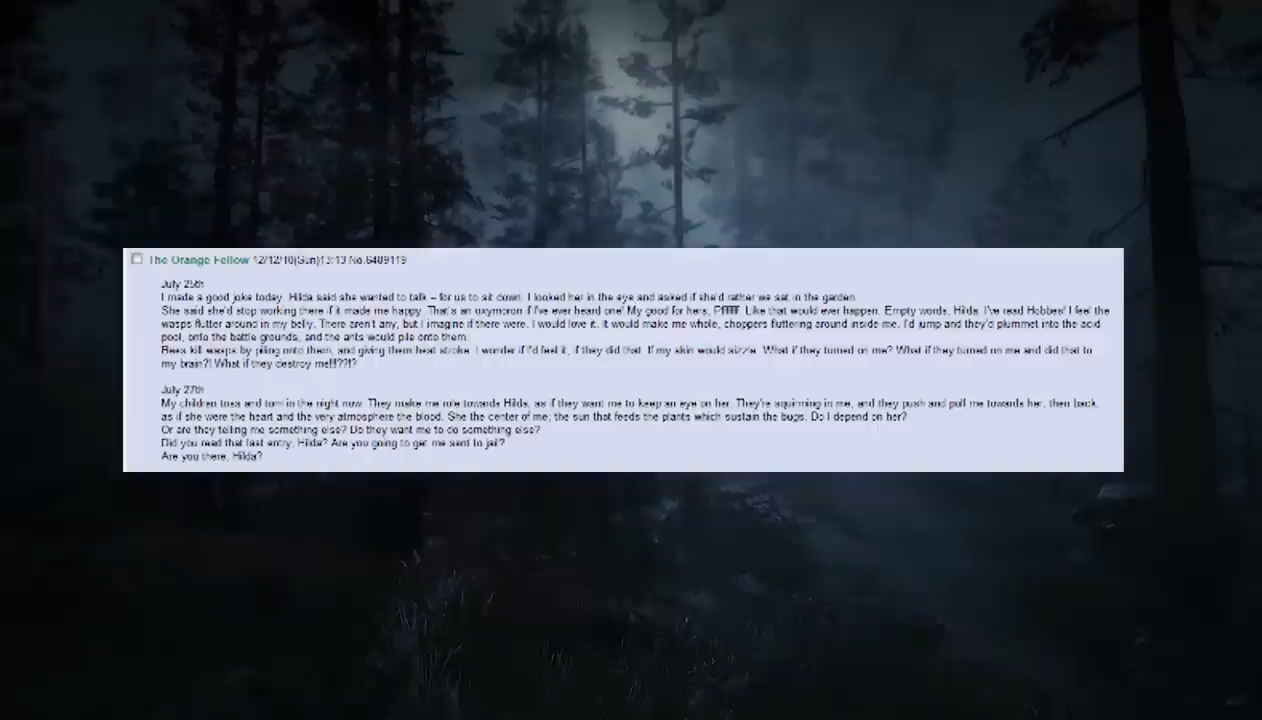 The Orange Fellow 12/12/10(Sun)13:13 No.6489119
July 25th
I made a good joke today. Hilda said she wanted to talk – for us to sit down. I looked her in the eye and asked if she'd rather we sat in the garden.
She said she'd stop working there if it made me happy. That's an oxymoron if I've ever heard one! My good for hers, Pffffff. Like that would ever happen. Empty words, Hilda. I've read Hobbes! I feel the
wasps flutter around in my belly. There aren't any, but I imagine if there were. I would love it. It would make me whole, choppers fluttering around inside me. I'd jump and they'd plummet into the acid
pool, onto the battle grounds, and the ants would pile onto them.
Bees kill wasps by piling onto them, and giving them heat stroke. I wonder if I'd feel it, if they did that. If my skin would sizzle. What if they turned on me? What if they turned on me and did that to
my brain?! What if they destroy me!!!??!?
July 27th
My children toss and turn in the night now. They make me role towards Hilda, as if they want me to keep an eye on her. They're squirming in me, and they push and pull me towards her, then back,
as if she were the heart and the very atmosphere the blood. She the center of me; the sun that feeds the plants which sustain the bugs. Do I depend on her?
Or are they telling me something else? Do they want me to do something else?
Did you read that last entry, Hilda? Are you going to get me sent to jail?
Are you there, Hilda?